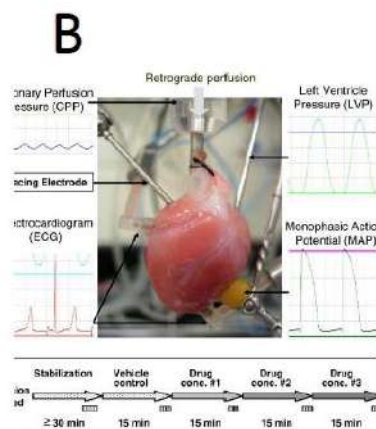 B
Retrograde perfusion
onary Perfusion
essure (CPP)
Left Ventricle
Pressure (LVP)
acing Electrode
ectrocardiogram
(ECG)
Monophasic Action
Potential (MAP)
Stabilization
Vehicle
control
Drug
conc. #1
Drug
conc. #2
Drug
conc. #3
≥ 30 min
15 min
15 min
15 min
15 min